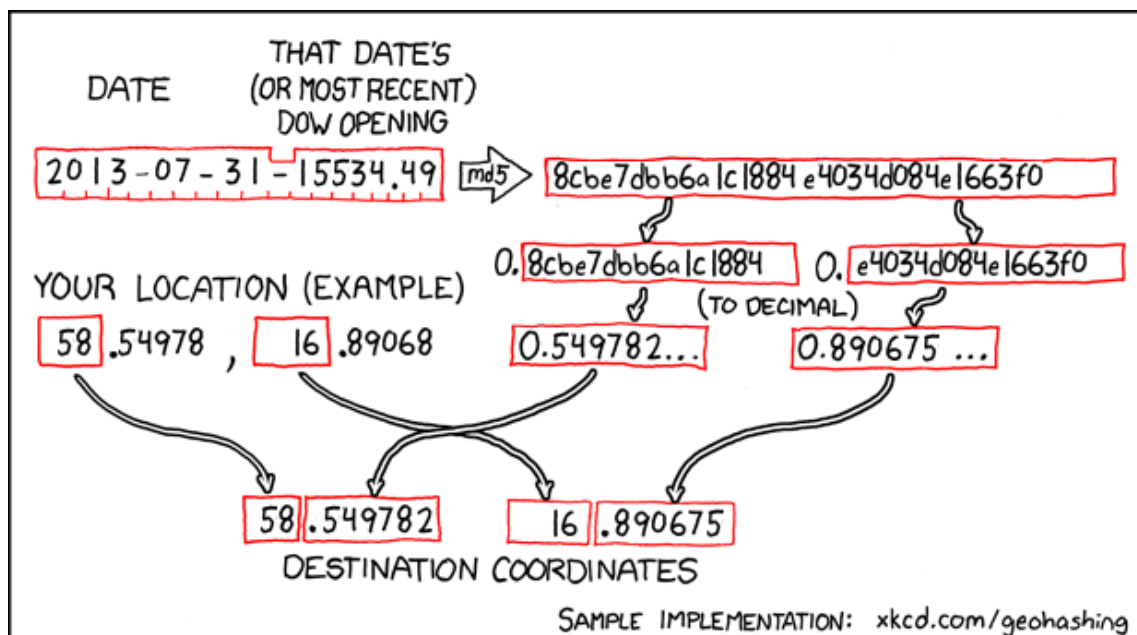 DATE
THAT DATE'S
(OR MOST RECENT)
DOW OPENING
2013-07-31-15534.49
md5
8cbe7dbb6a1c1884e4034d084e1663f0
0.8cbe7dbb6a1c1884
0.e4034d084e1663f0
(TO DECIMAL)
YOUR LOCATION (EXAMPLE)
58.54978, 16.89068
0.549782...
0.890675...
58.549782
16.890675
DESTINATION COORDINATES
SAMPLE IMPLEMENTATION: xkcd.com/geohashing